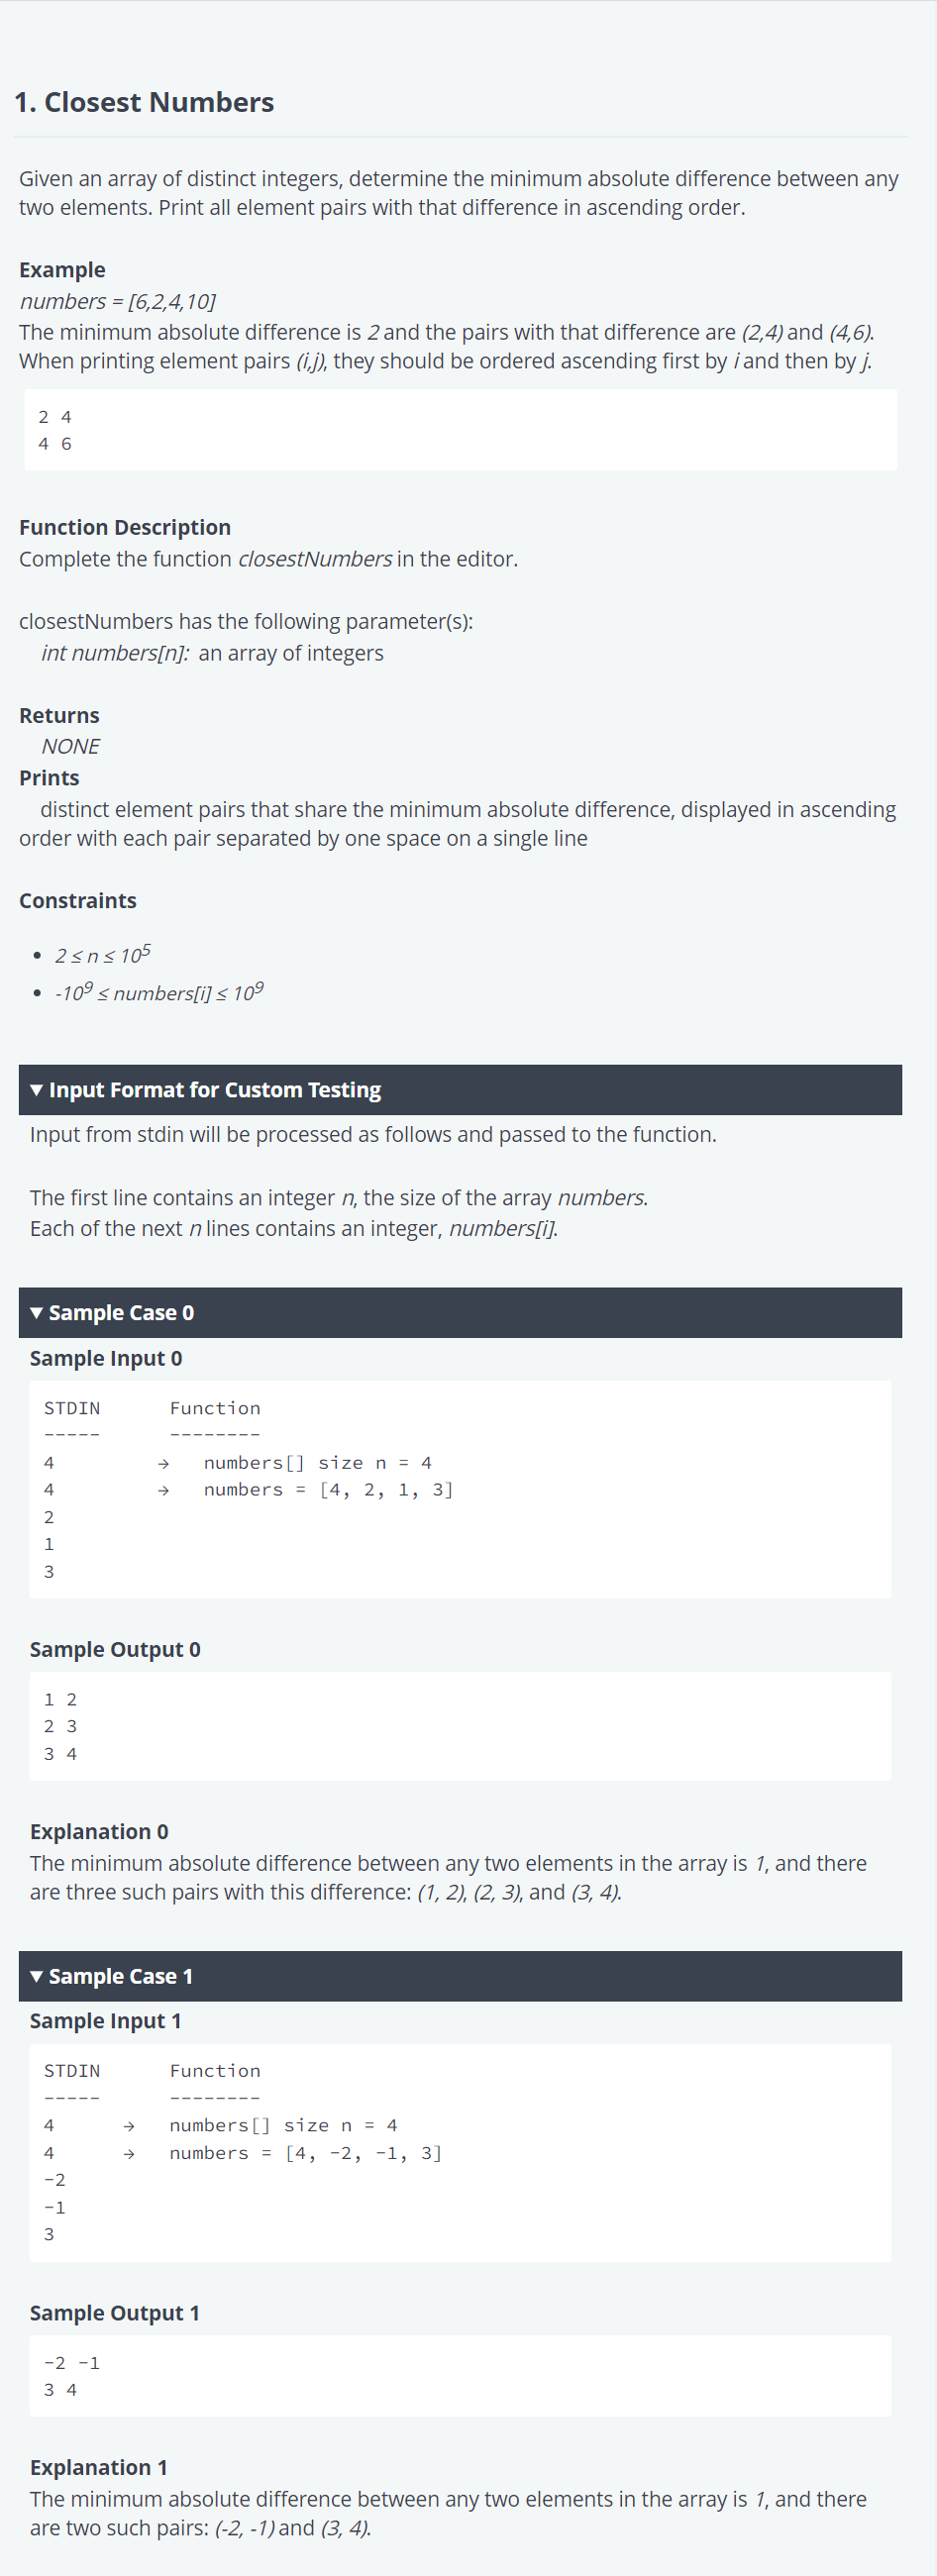 1. Closest Numbers
Given an array of distinct integers, determine the minimum absolute difference between any
two elements. Print all element pairs with that difference in ascending order.
Example
numbers = [6,2,4,10]
The minimum absolute difference is 2 and the pairs with that difference are (2,4) and (4,6).
When printing element pairs (i,j), they should be ordered ascending first by i and then by j.
2 4
4 6
Function Description
Complete the function closestNumbers in the editor.
closestNumbers has the following parameter(s):
int numbers[n]: an array of integers
Returns
NONE
Prints
distinct element pairs that share the minimum absolute difference, displayed in ascending
order with each pair separated by one space on a single line
Constraints
• 2 ≤ n ≤ 10⁵
• -10⁹ ≤ numbers[i] ≤ 10⁹
▼ Input Format for Custom Testing
Input from stdin will be processed as follows and passed to the function.
The first line contains an integer n, the size of the array numbers.
Each of the next n lines contains an integer, numbers[i].
▼ Sample Case 0
Sample Input 0
STDIN Function
----- --------
4 → numbers[] size n = 4
4 → numbers = [4, 2, 1, 3]
2
1
3
Sample Output 0
1 2
2 3
3 4
Explanation 0
The minimum absolute difference between any two elements in the array is 1, and there
are three such pairs with this difference: (1, 2), (2, 3), and (3, 4).
▼ Sample Case 1
Sample Input 1
STDIN Function
----- --------
4 → numbers[] size n = 4
4 → numbers = [4, -2, -1, 3]
-2
-1
3
Sample Output 1
-2 -1
3 4
Explanation 1
The minimum absolute difference between any two elements in the array is 1, and there
are two such pairs: (-2, -1) and (3, 4).